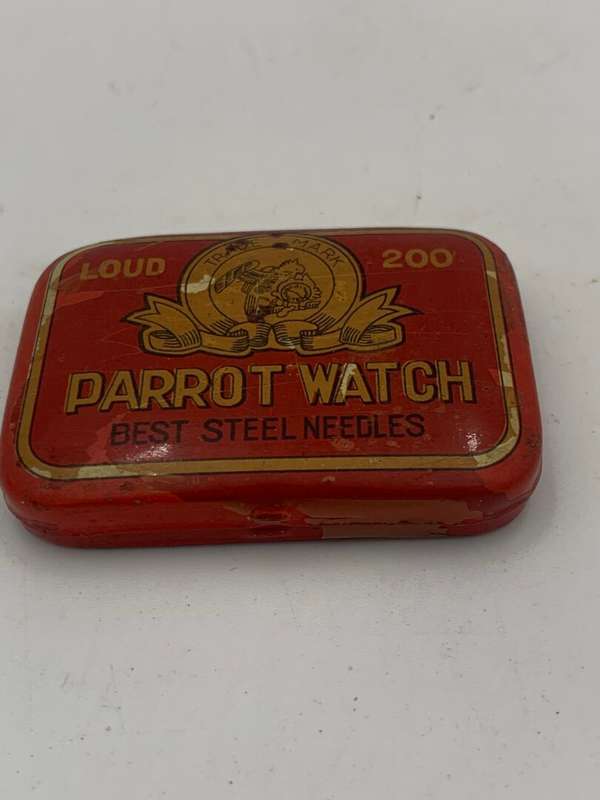 LOUD
TRADE MARK
200
PARROT WATCH
BEST STEEL NEEDLES